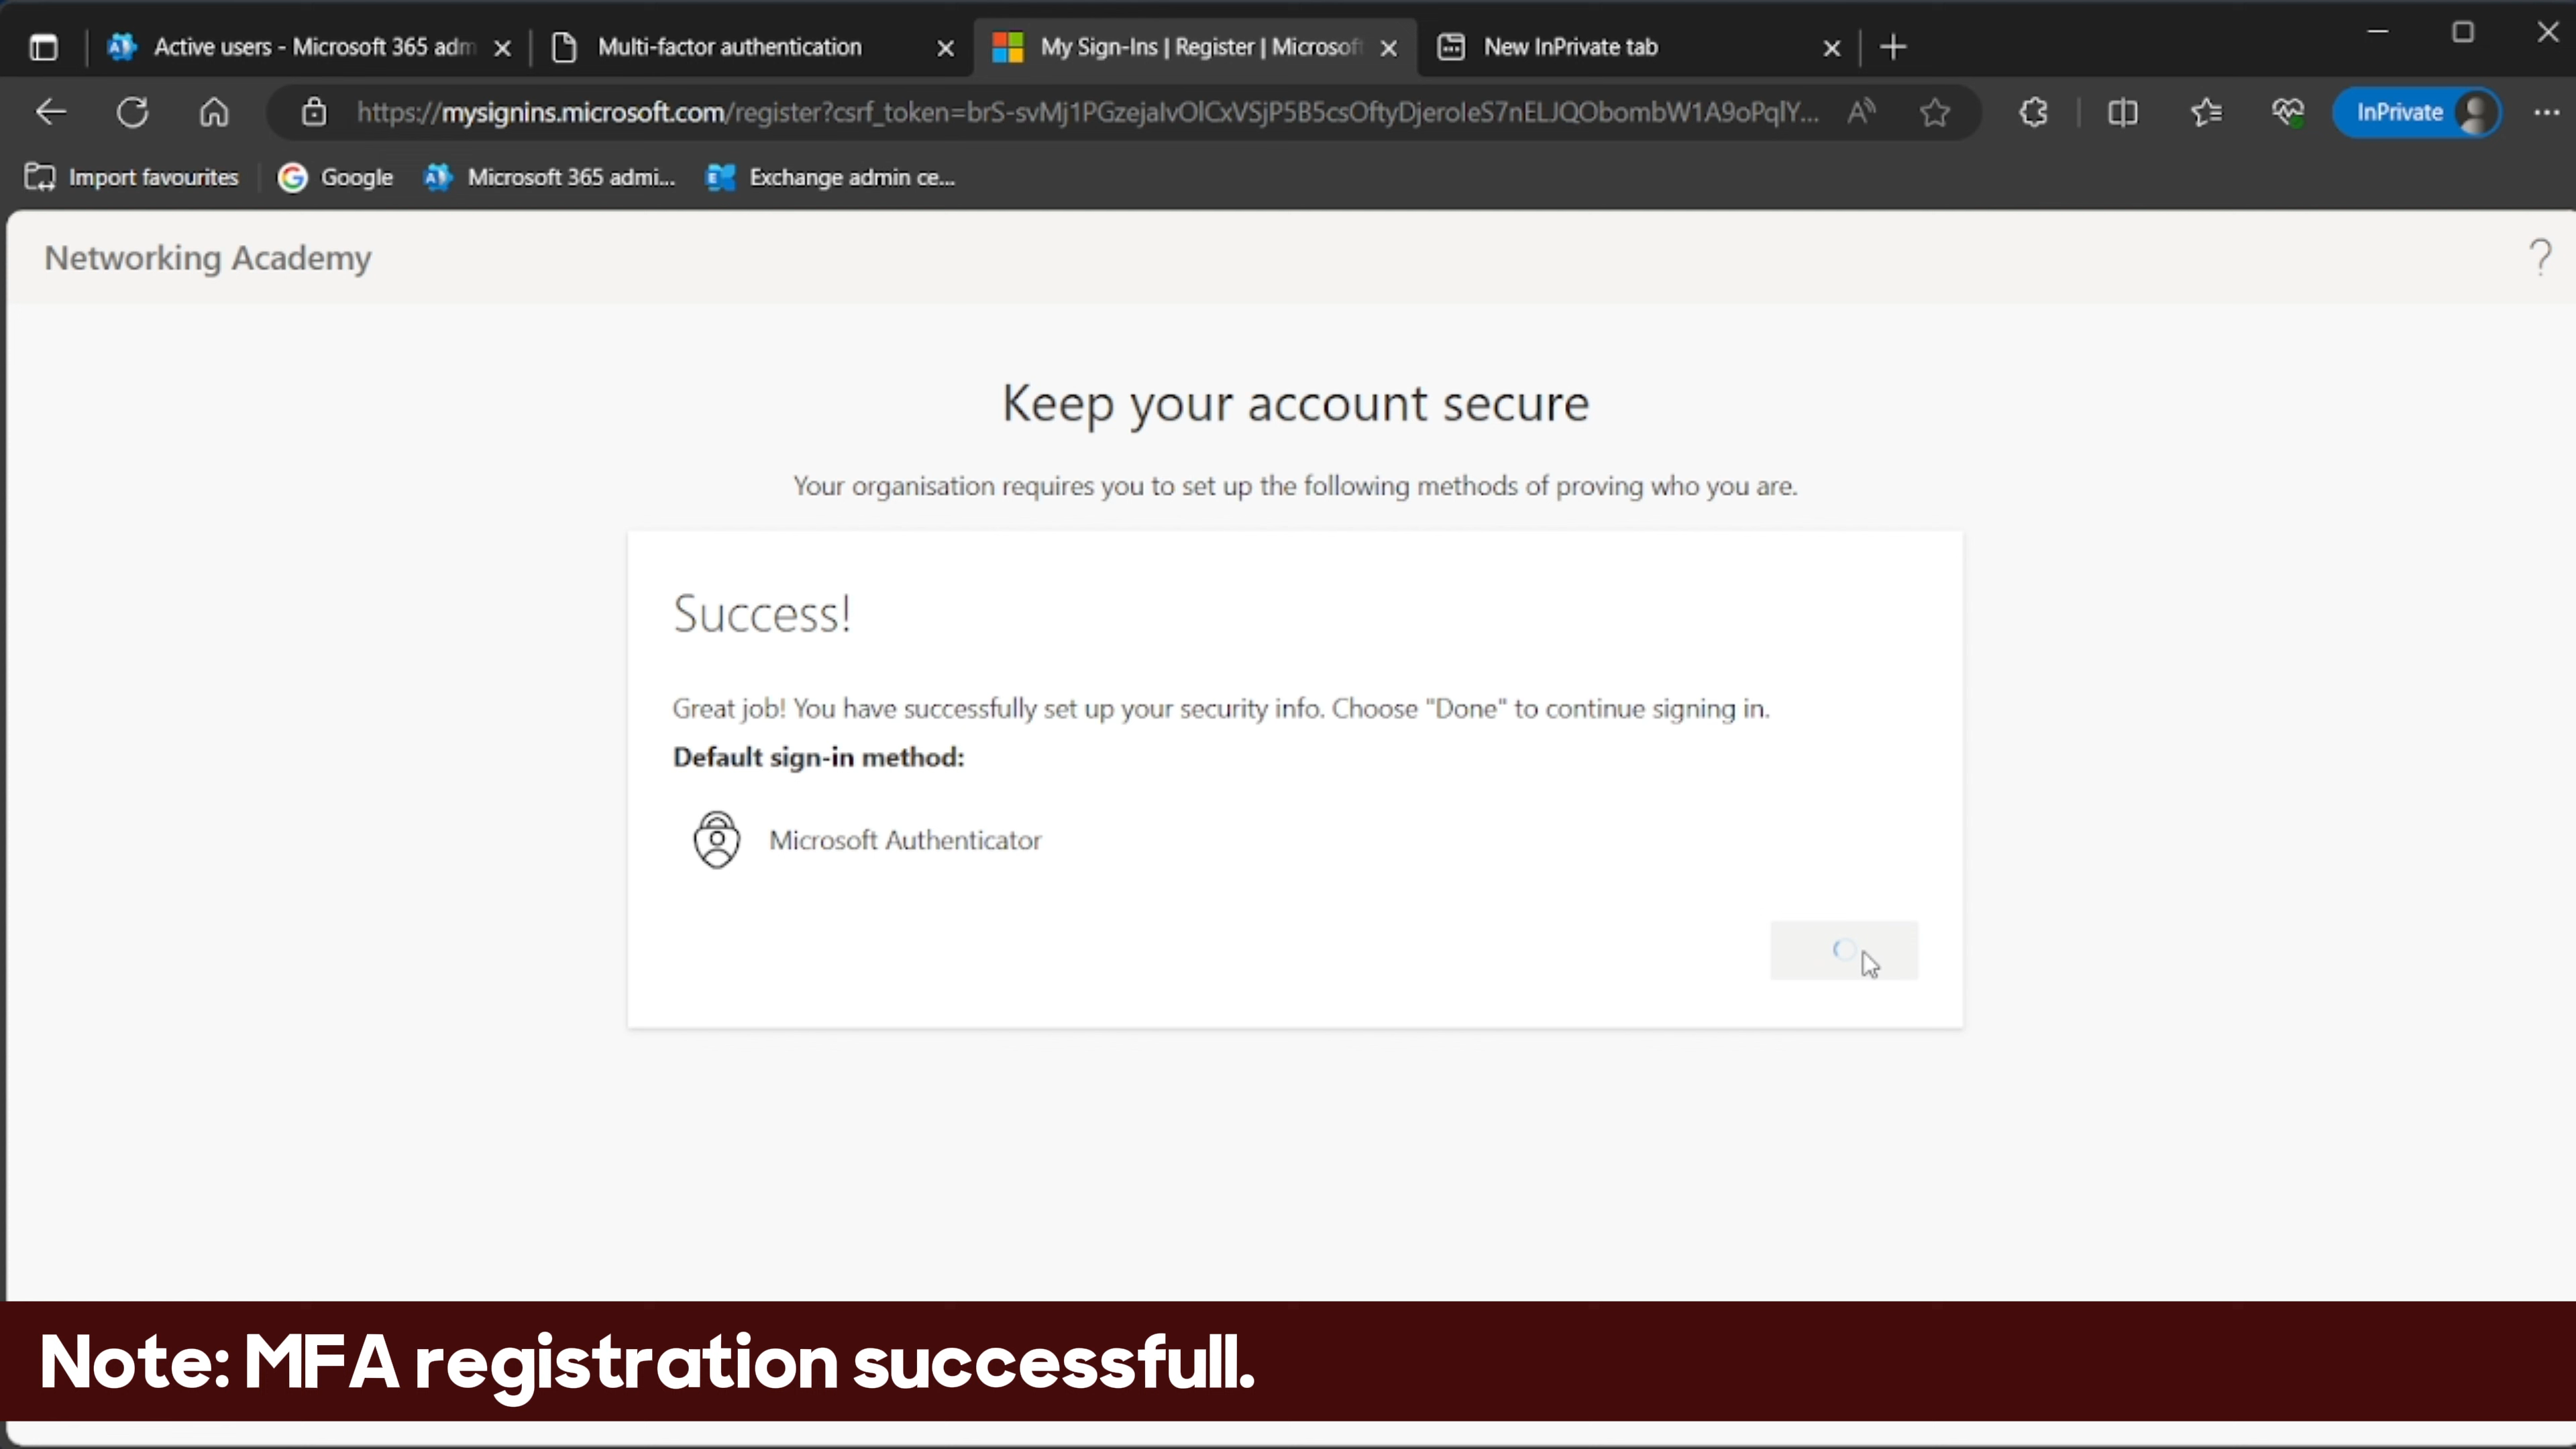 Active users - Microsoft 365 adm
Multi-factor authentication
My Sign-Ins | Register | Microsoft
New InPrivate tab
https://mysignins.microsoft.com/register?csrf_token=brS-svMj1PGzejaIvOlCxVSjP5B5csOftyDjeroIeS7nELJQObombW1A9oPqlY...
InPrivate
Import favourites
Google
Microsoft 365 admi...
Exchange admin ce...
Networking Academy
?
Keep your account secure
Your organisation requires you to set up the following methods of proving who you are.
Success!
Great job! You have successfully set up your security info. Choose "Done" to continue signing in.
Default sign-in method:
Microsoft Authenticator
Note: MFA registration successfull.